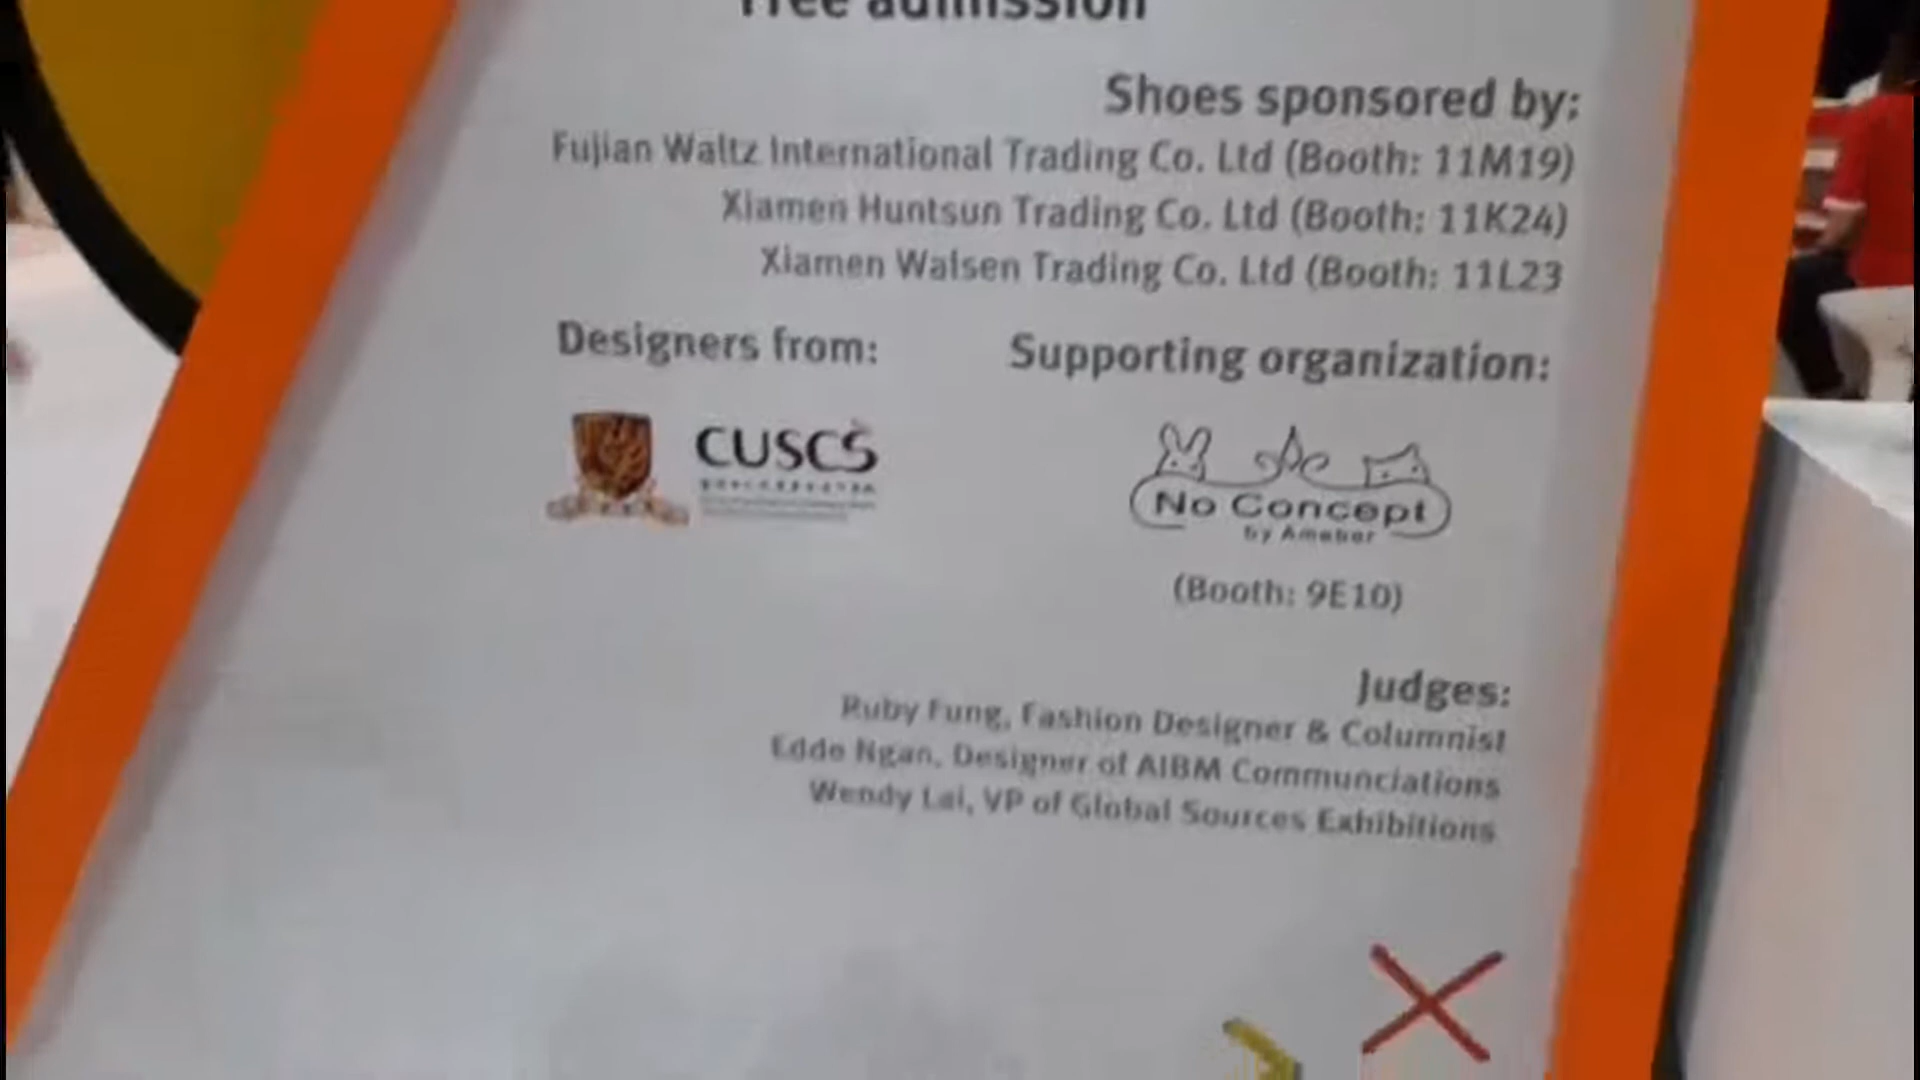 Free admission
Shoes sponsored by:
Fujian Waltz International Trading Co. Ltd (Booth: 11M19)
Xiamen Huntsun Trading Co. Ltd (Booth: 11K24)
Xiamen Walsen Trading Co. Ltd (Booth: 11L23
Designers from:
Supporting organization:
CUSCS
No Concept
by Ameber
(Booth: 9E10)
Judges:
Ruby Fung, Fashion Designer & Columnist
Edde Ngan, Designer of AIBM Communciations
Wendy Lai, VP of Global Sources Exhibitions